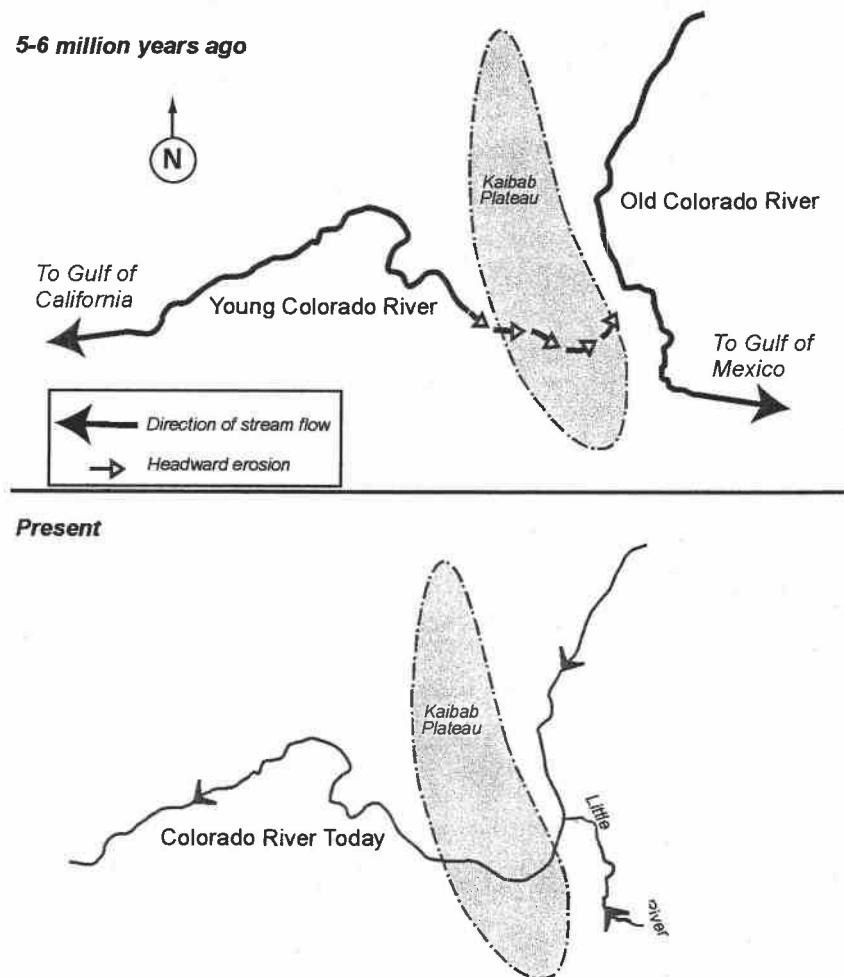 5-6 million years ago
N
Kaibab
Plateau
Old Colorado River
To Gulf of
California
Young Colorado River
To Gulf of
Mexico
Direction of stream flow
Headward erosion
Present
Kaibab
Plateau
Colorado River Today
Little